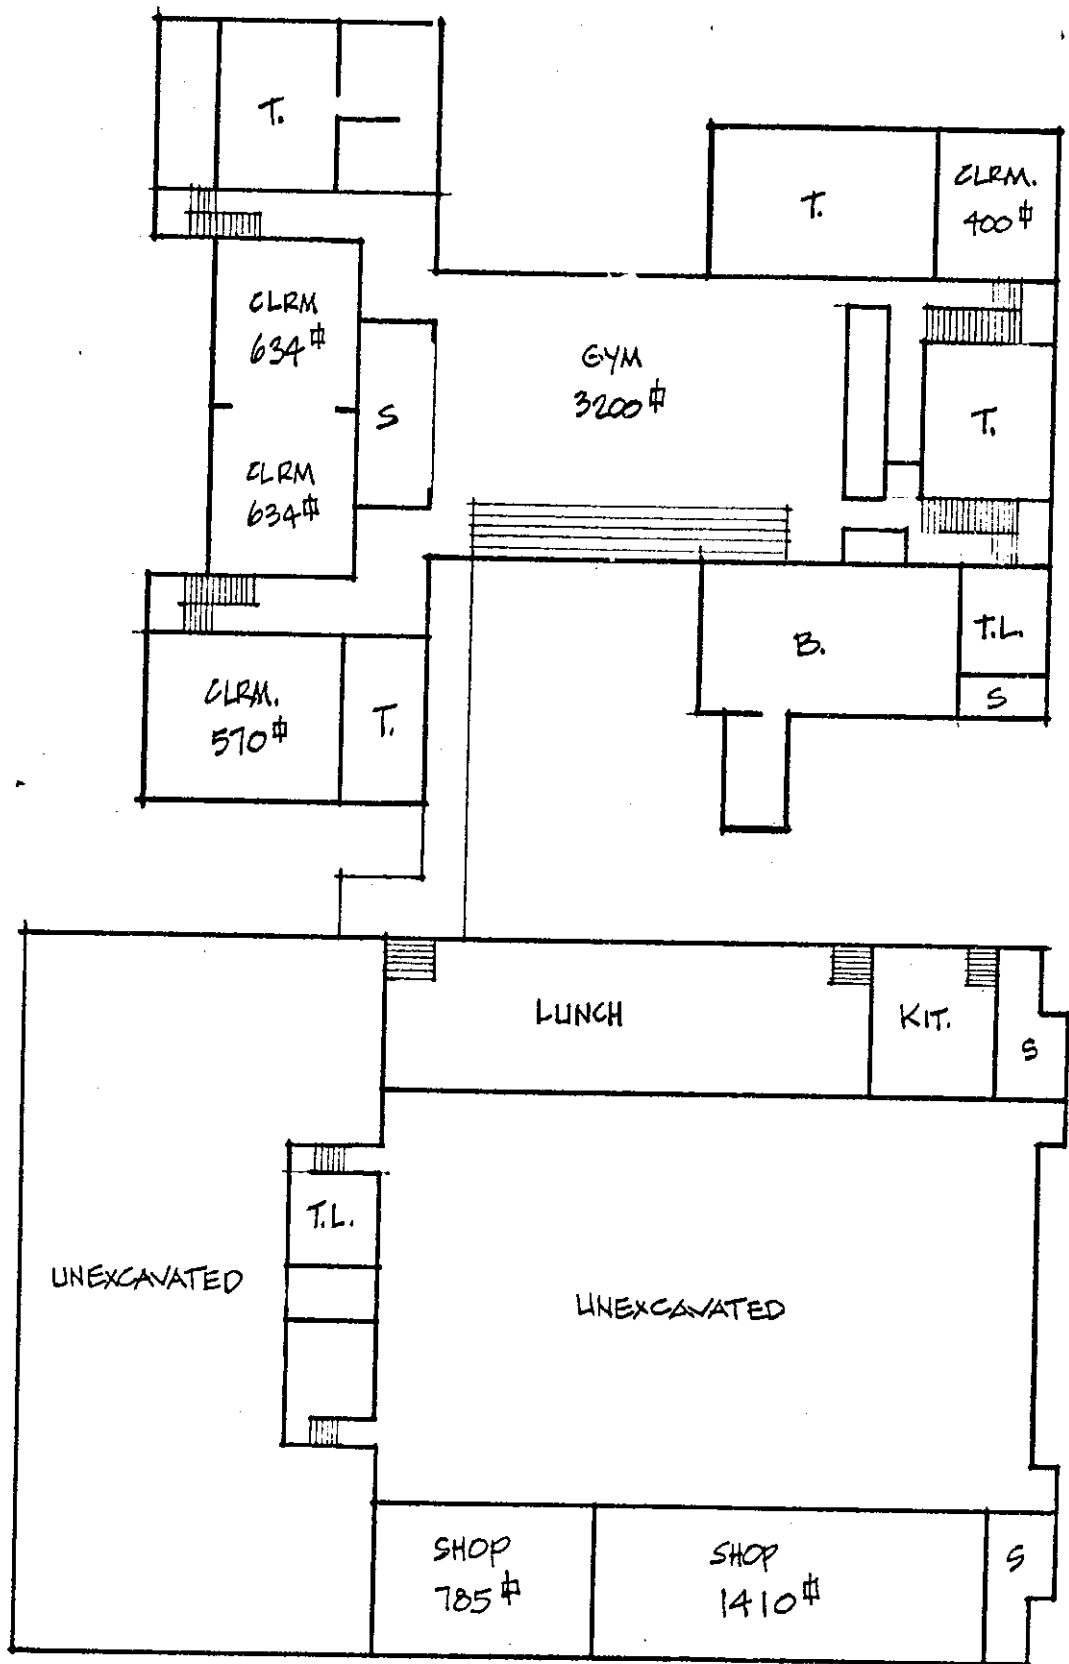 T.
T.
CLRM.
400⌗
CLRM
634⌗
GYM
3200⌗
S
T.
CLRM
634⌗
T.L.
B.
S
CLRM.
570⌗
T.
LUNCH
KIT.
S
T.L.
UNEXCAVATED
UNEXCAVATED
SHOP
785⌗
SHOP
1410⌗
S